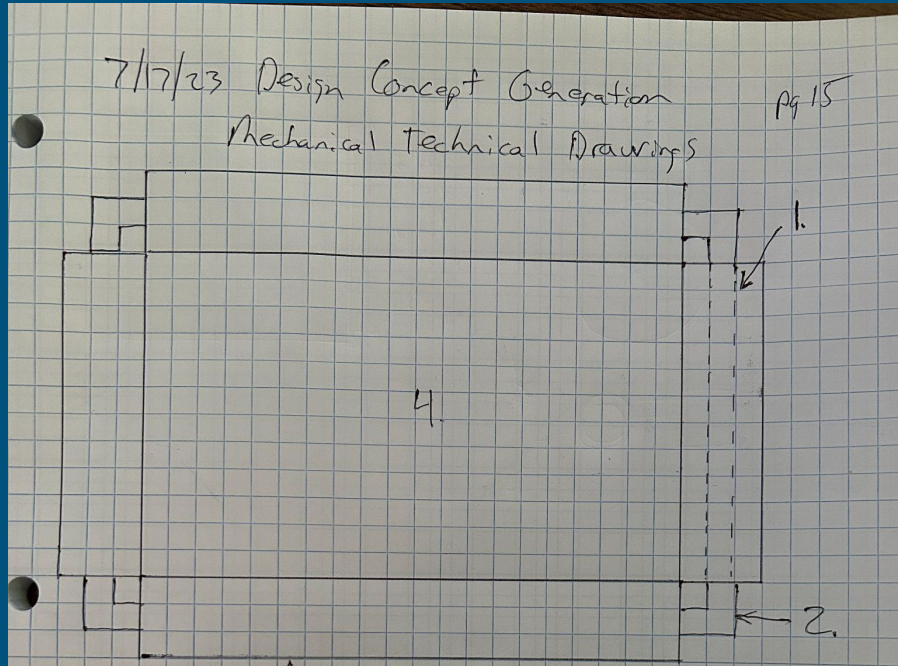 7/17/23 Design Concept Generation pg 15
Mechanical Technical Drawings
1.
4.
2.